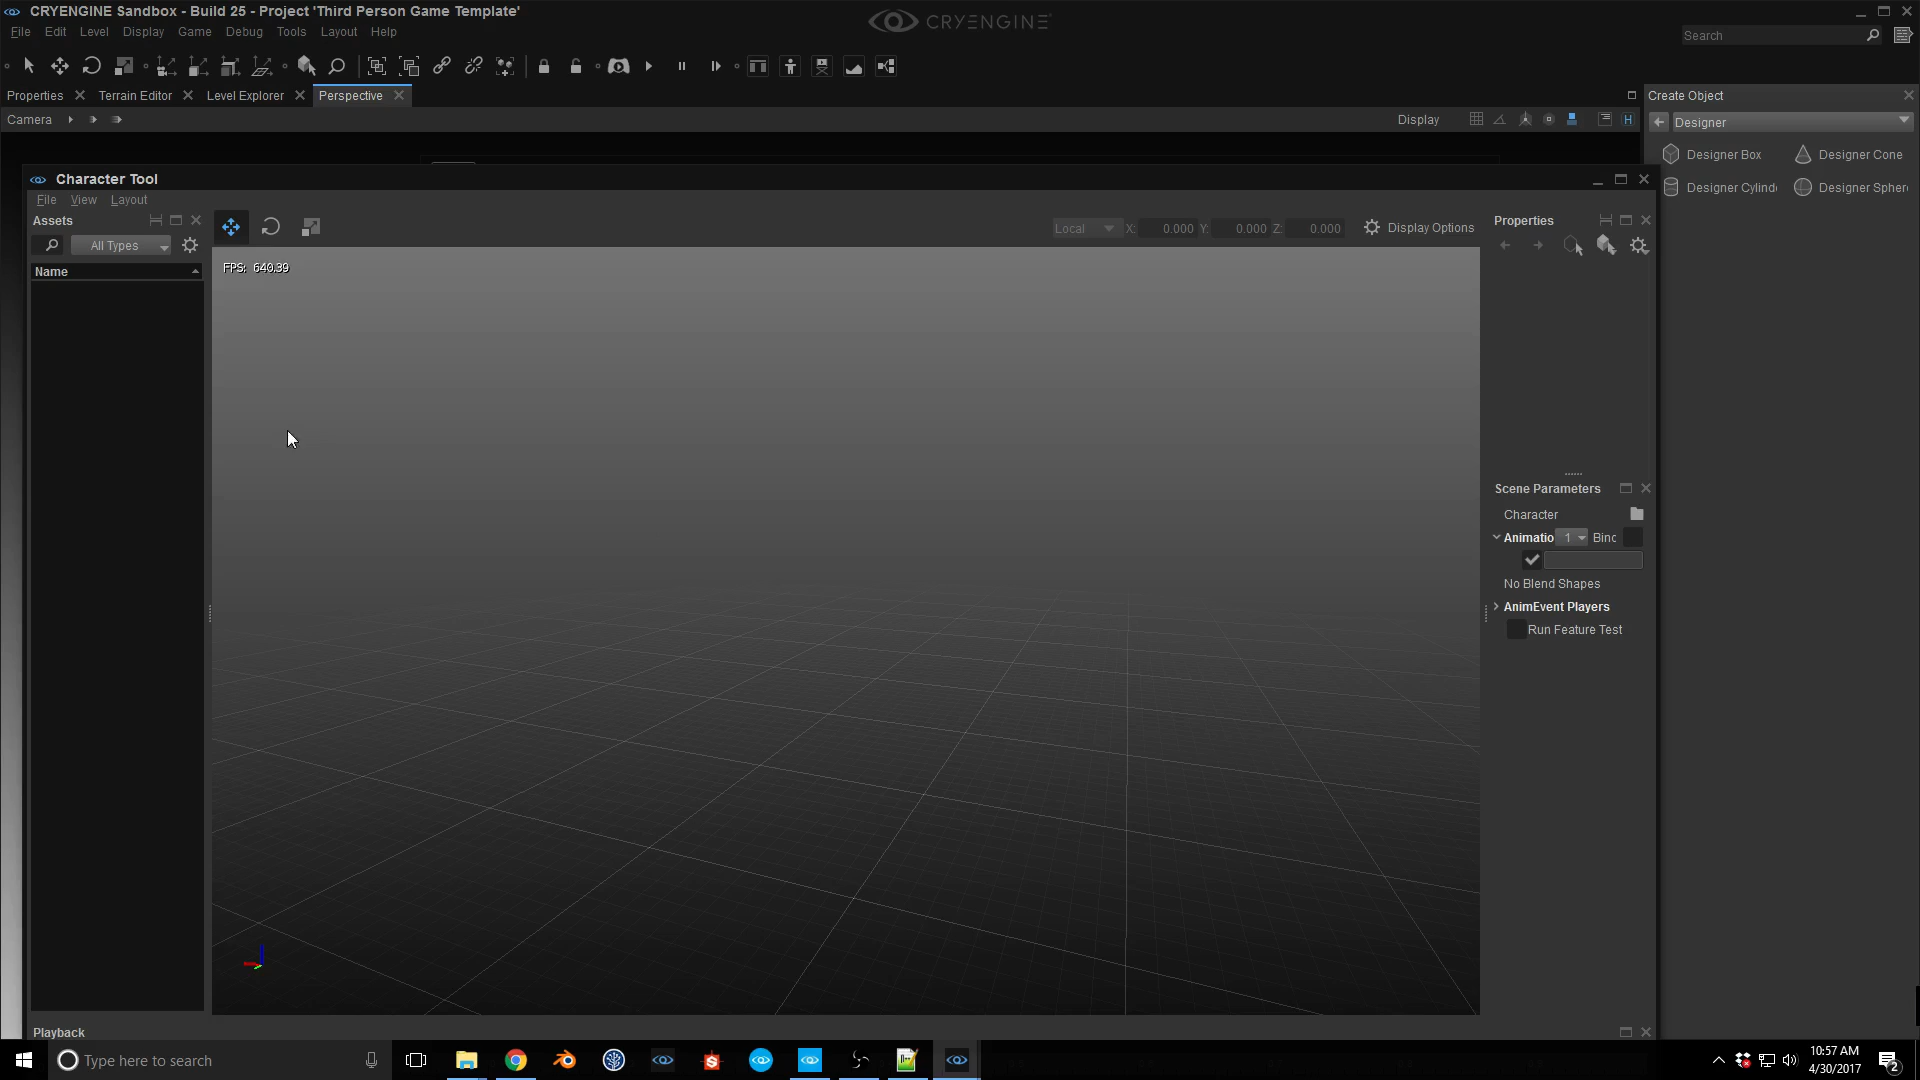 CRYENGINE Sandbox - Build 25 - Project 'Third Person Game Template'
CRYENGINE
File Edit Level Display Game Debug Tools Layout Help
Search
Properties Terrain Editor Level Explorer Perspective
Create Object
Camera
Display
H
Designer
Designer Box Designer Cone
Designer Cylind Designer Spher
Character Tool
File View Layout
Assets
All Types
Name
Local X: 0.000 Y: 0.000 Z: 0.000 Display Options
FPS: 640.39
Properties
Scene Parameters
Character
Animatio 1 Binc
No Blend Shapes
AnimEvent Players
Run Feature Test
Playback
Type here to search
10:57 AM
4/30/2017
2